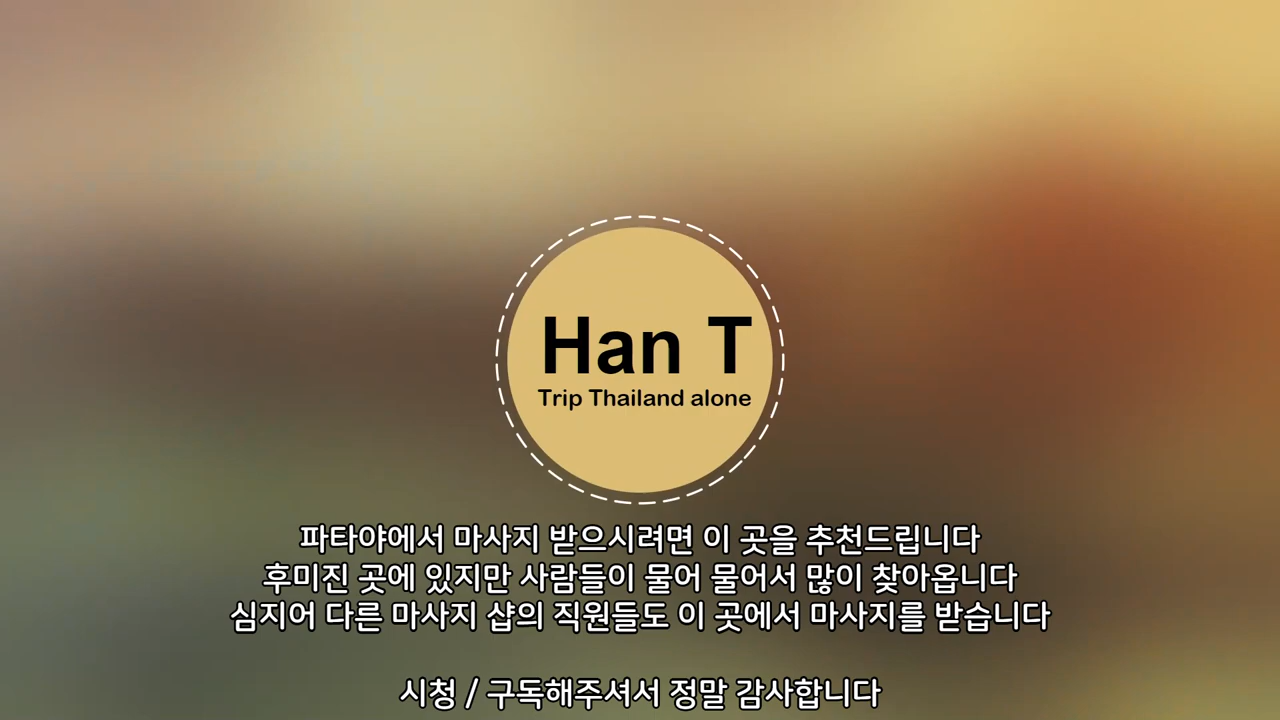 Han T
Trip Thailand alone
파타야에서 마사지 받으시려면 이 곳을 추천드립니다
후미진 곳에 있지만 사람들이 물어 물어서 많이 찾아옵니다
심지어 다른 마사지 샵의 직원들도 이 곳에서 마사지를 받습니다
시청 / 구독해주셔서 정말 감사합니다